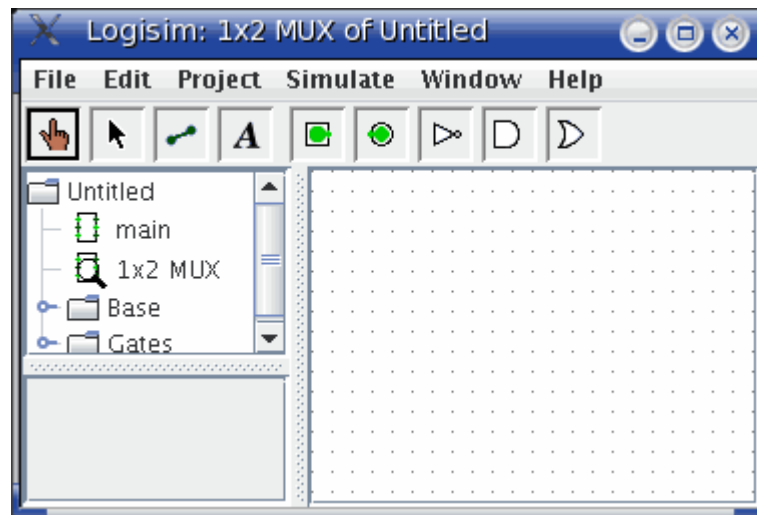 Logisim: 1x2 MUX of Untitled
File Edit Project Simulate Window Help
A
Untitled
main
1x2 MUX
Base
Gates